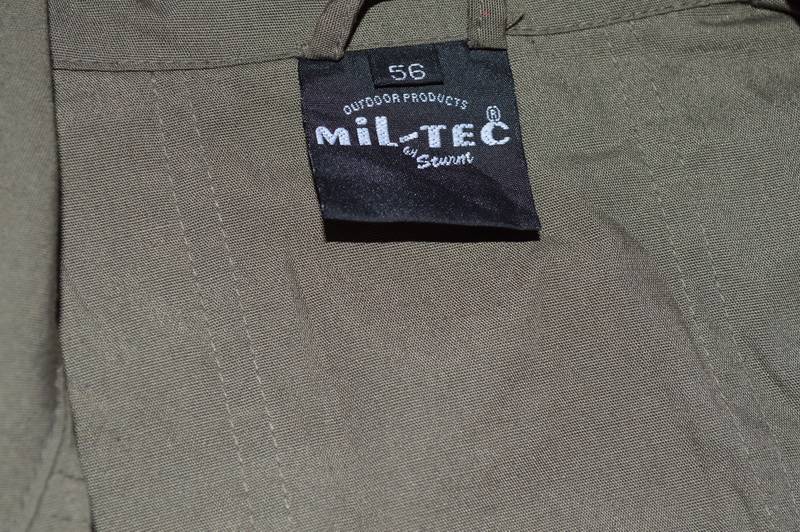 56
OUTDOOR PRODUCTS
MiL-TEC®
BY Sturm